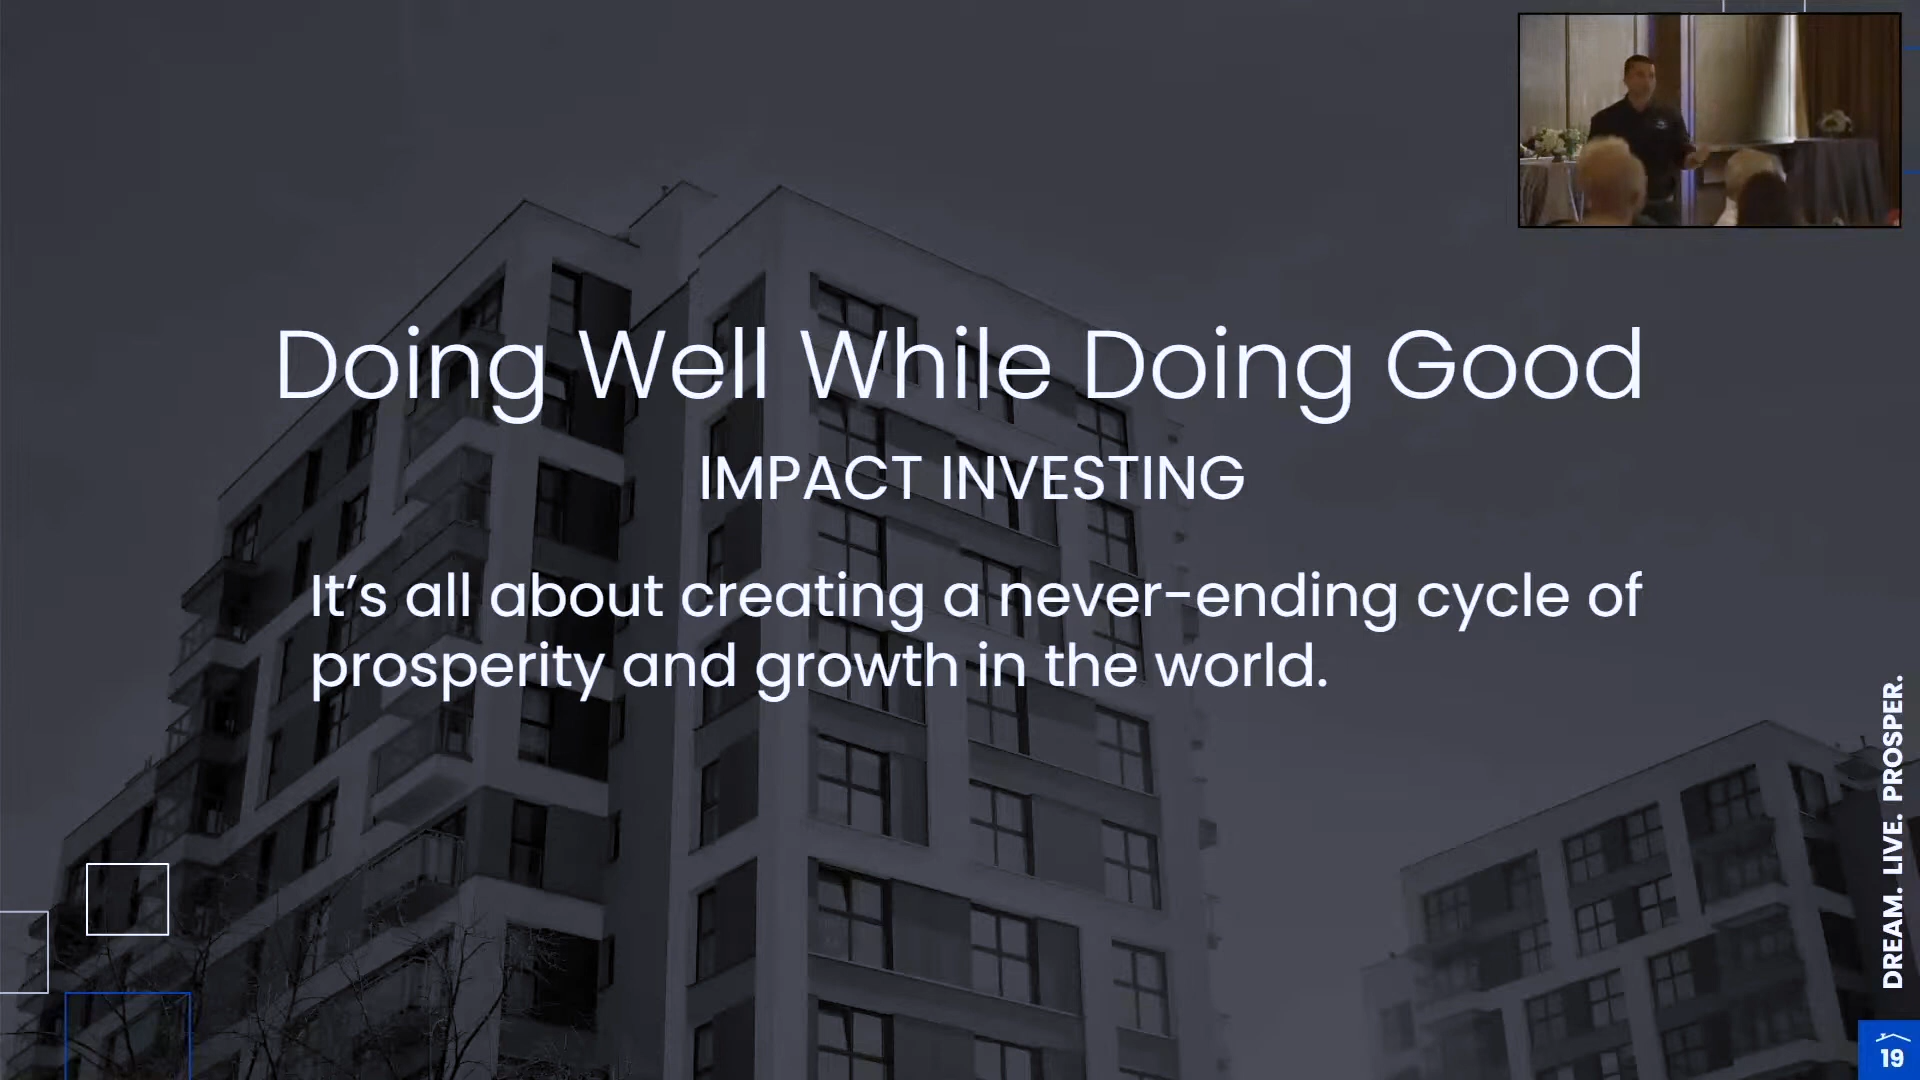 Doing Well While Doing Good
IMPACT INVESTING
It’s all about creating a never-ending cycle of
prosperity and growth in the world.
DREAM. LIVE. PROSPER.
19